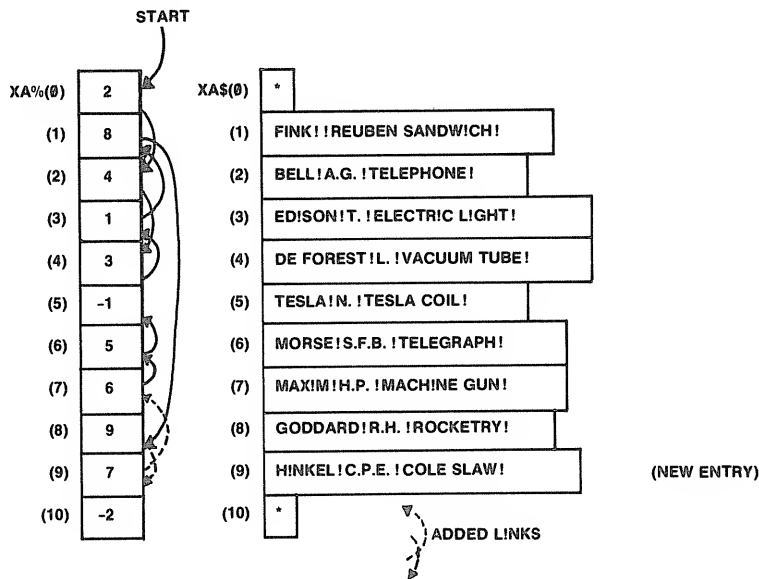 START
XA%(0) 2 XA$(0) *
(1) 8 (1) FINK!!REUBEN SANDWICH!
(2) 4 (2) BELL!A.G.!TELEPHONE!
(3) 1 (3) EDISON!T.!ELECTRIC LIGHT!
(4) 3 (4) DE FOREST!L.!VACUUM TUBE!
(5) -1 (5) TESLA!N.!TESLA COIL!
(6) 5 (6) MORSE!S.F.B.!TELEGRAPH!
(7) 6 (7) MAXIM!H.P.!MACHINE GUN!
(8) 9 (8) GODDARD!R.H.!ROCKETRY!
(9) 7 (9) HINKEL!C.P.E.!COLE SLAW! (NEW ENTRY)
(10) -2 (10) *
ADDED LINKS